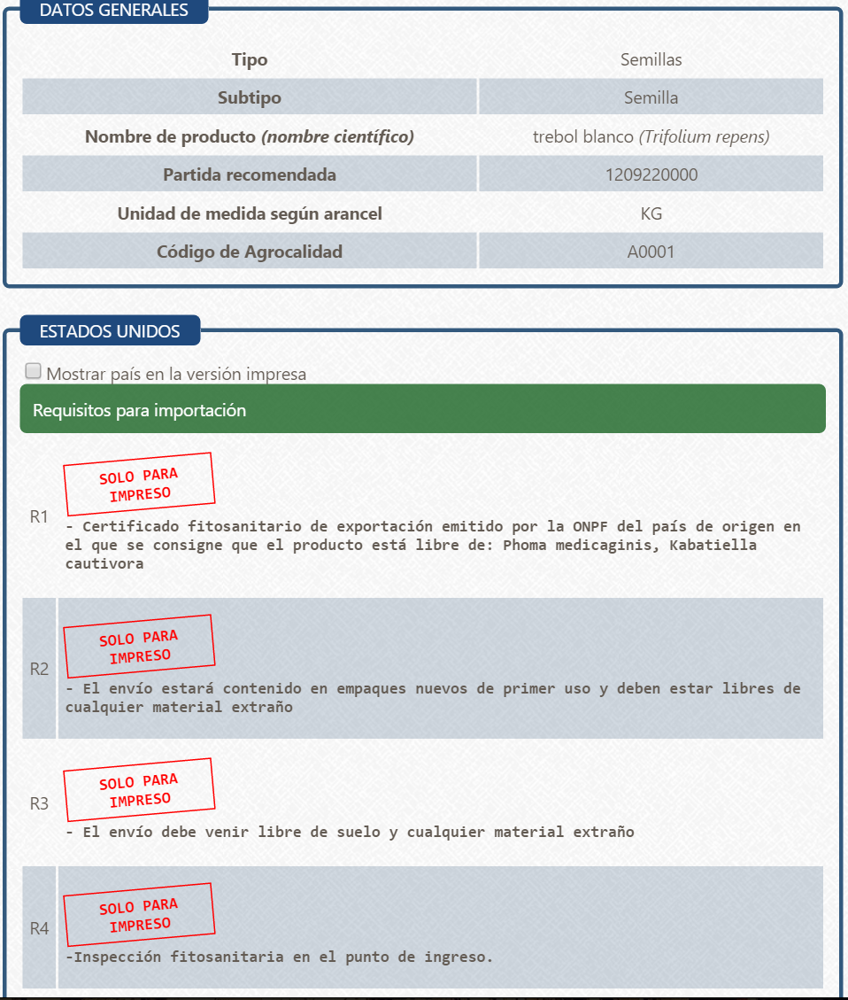 DATOS GENERALES
Tipo Semillas
Subtipo Semilla
Nombre de producto (nombre científico) trebol blanco (Trifolium repens)
Partida recomendada 1209220000
Unidad de medida según arancel KG
Código de Agrocalidad A0001
ESTADOS UNIDOS
Mostrar país en la versión impresa
Requisitos para importación
SOLO PARA
IMPRESO
R1
- Certificado fitosanitario de exportación emitido por la ONPF del país de origen en
el que se consigne que el producto está libre de: Phoma medicaginis, Kabatiella
cautivora
SOLO PARA
IMPRESO
R2
- El envío estará contenido en empaques nuevos de primer uso y deben estar libres de
cualquier material extraño
SOLO PARA
IMPRESO
R3
- El envío debe venir libre de suelo y cualquier material extraño
SOLO PARA
IMPRESO
R4
-Inspección fitosanitaria en el punto de ingreso.